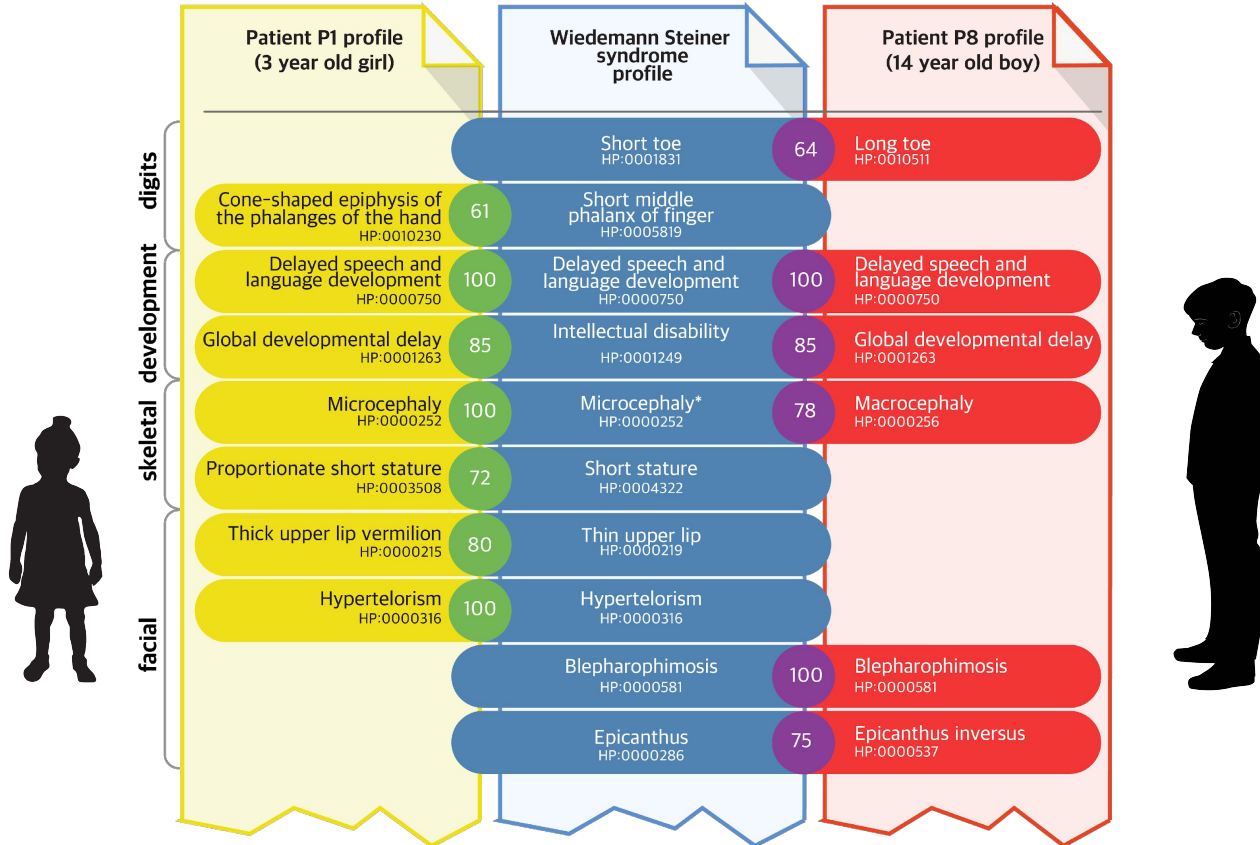 Patient P1 profile
(3 year old girl)
Wiedemann Steiner
syndrome
profile
Patient P8 profile
(14 year old boy)
digits
Short toe
HP:0001831
64
Long toe
HP:0010511
Cone-shaped epiphysis of
the phalanges of the hand
HP:0010230
61
Short middle
phalanx of finger
HP:0005819
development
Delayed speech and
language development
HP:0000750
100
Delayed speech and
language development
HP:0000750
100
Delayed speech and
language development
HP:0000750
Global developmental delay
HP:0001263
85
Intellectual disability
HP:0001249
85
Global developmental delay
HP:0001263
skeletal
Microcephaly
HP:0000252
100
Microcephaly*
HP:0000252
78
Macrocephaly
HP:0000256
Proportionate short stature
HP:0003508
72
Short stature
HP:0004322
facial
Thick upper lip vermilion
HP:0000215
80
Thin upper lip
HP:0000219
Hypertelorism
HP:0000316
100
Hypertelorism
HP:0000316
Blepharophimosis
HP:0000581
100
Blepharophimosis
HP:0000581
Epicanthus
HP:0000286
75
Epicanthus inversus
HP:0000537